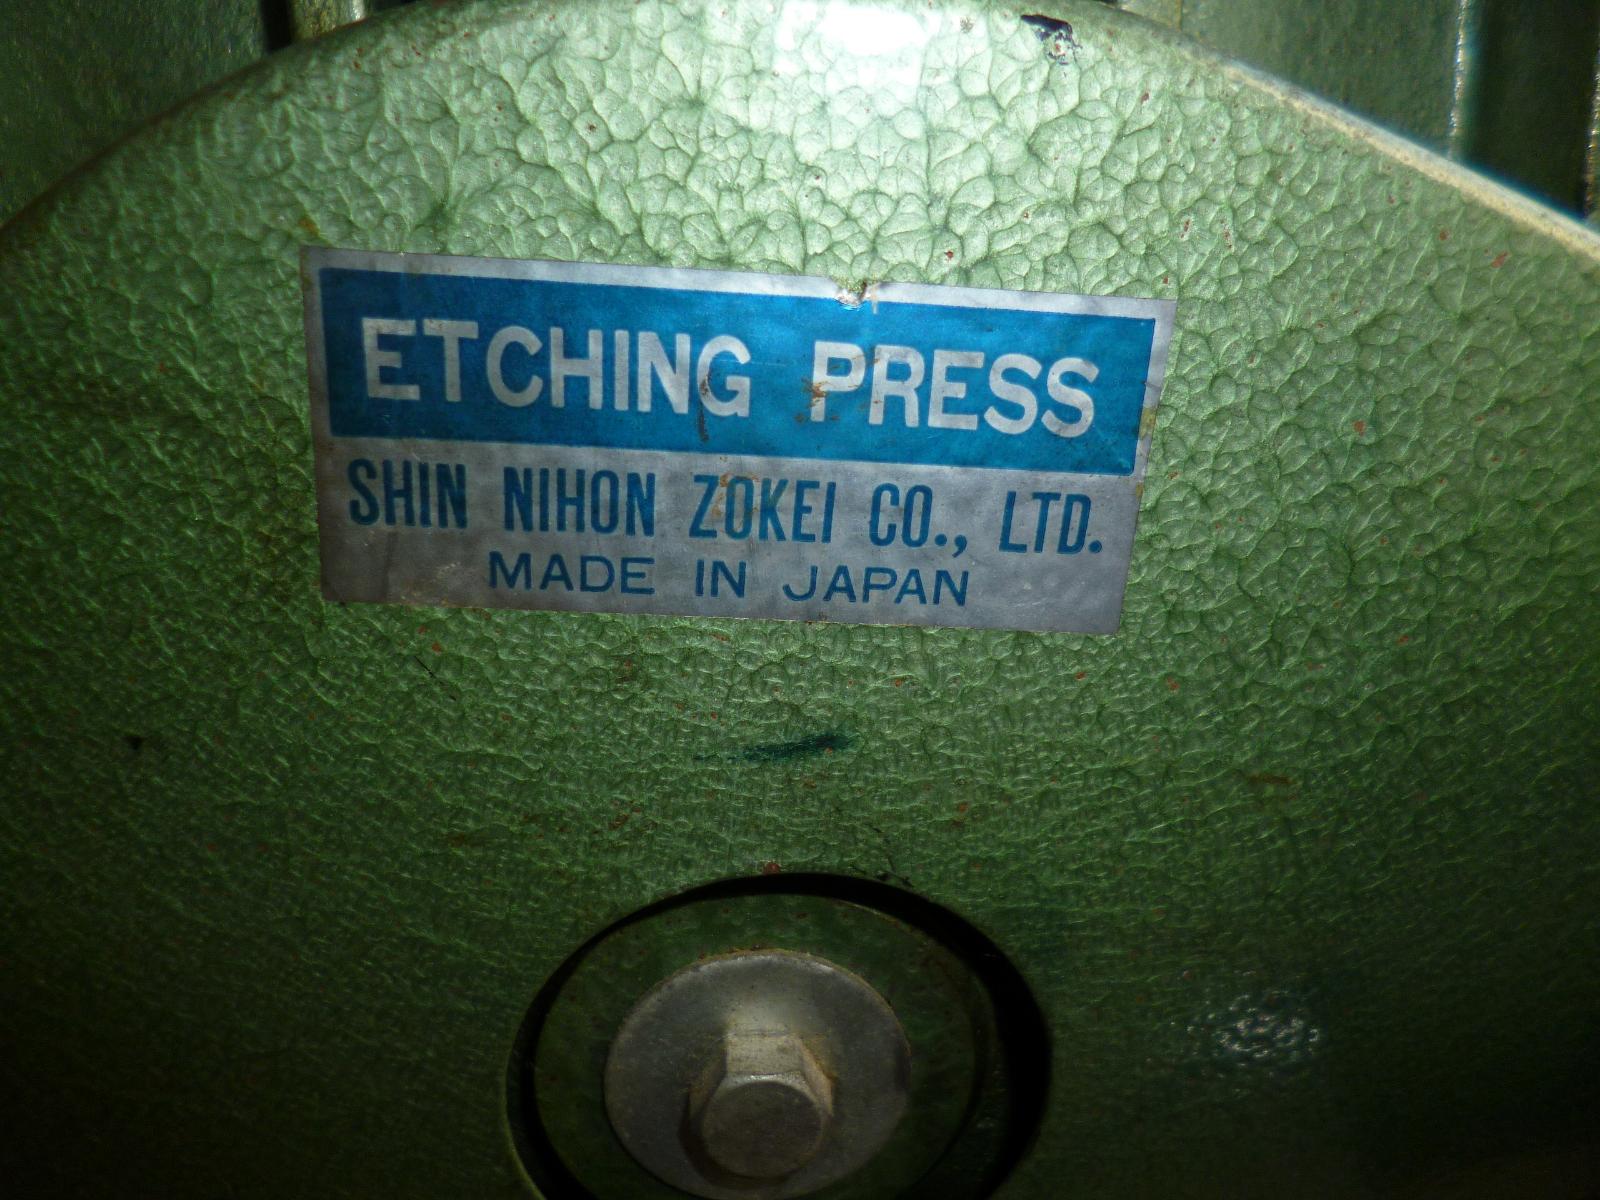 ETCHING PRESS
SHIN NIHON ZOKEI CO., LTD.
MADE IN JAPAN